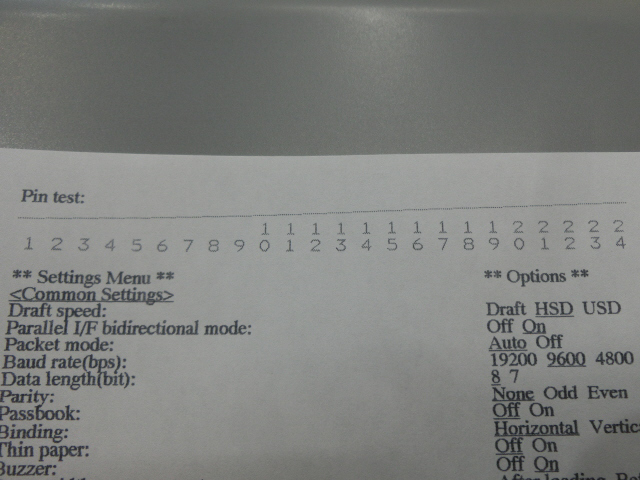 Pin test:
1 2 3 4 5 6 7 8 9 10 11 12 13 14 15 16 17 18 19 20 21 22 23 24
** Settings Menu ** ** Options **
<Common Settings>
Draft speed: Draft HSD USD
Parallel I/F bidirectional mode: Off On
Packet mode: Auto Off
Baud rate(bps): 19200 9600 4800
Data length(bit): 8 7
Parity: None Odd Even
Passbook: Off On
Binding: Horizontal Vertica
Thin paper: Off On
Buzzer: Off On
After loading